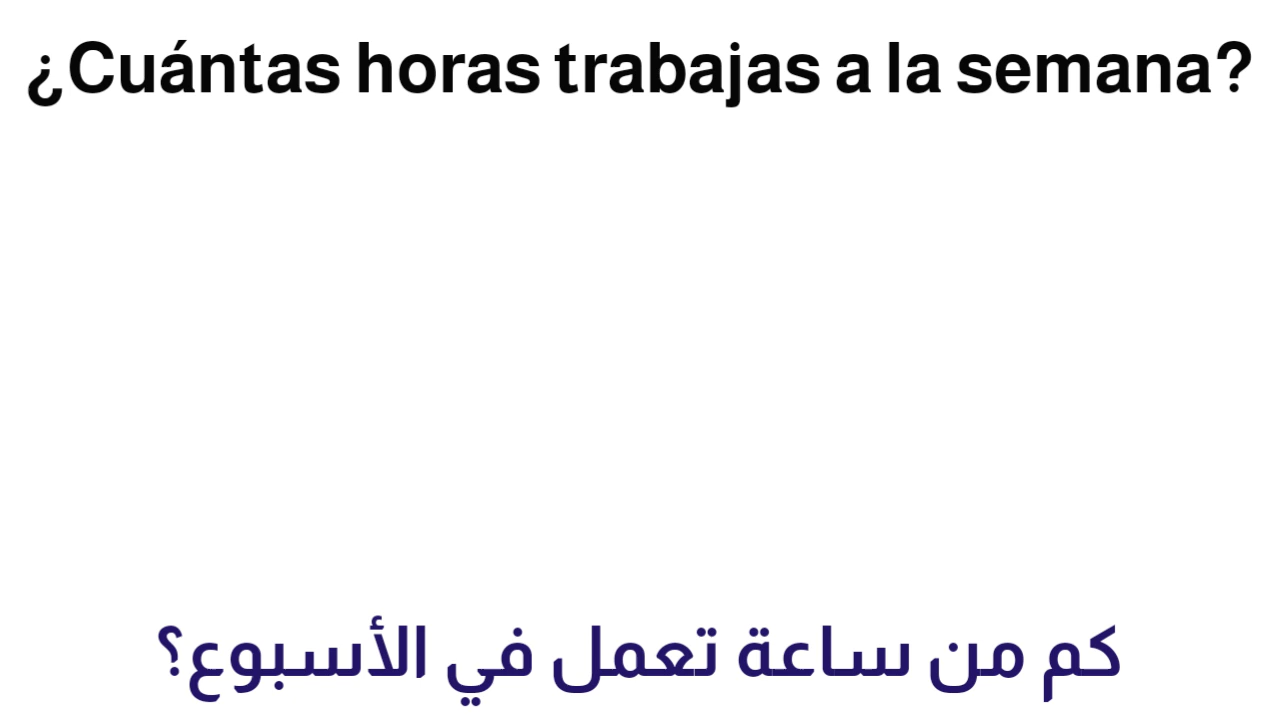 ¿Cuántas horas trabajas a la semana?
كم من ساعة تعمل في الأسبوع؟